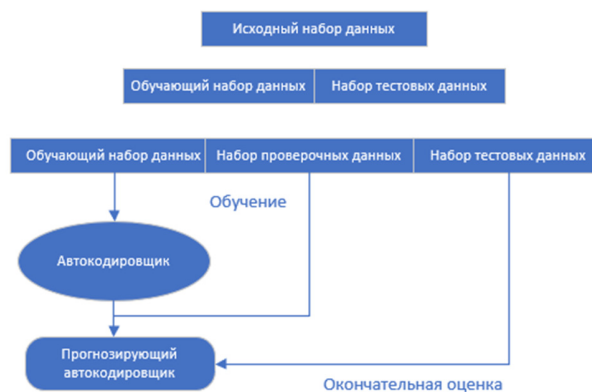 Исходный набор данных
Обучающий набор данных Набор тестовых данных
Обучающий набор данных Набор проверочных данных Набор тестовых данных
Обучение
Автокодировщик
Прогнозирующий
автокодировщик
Окончательная оценка